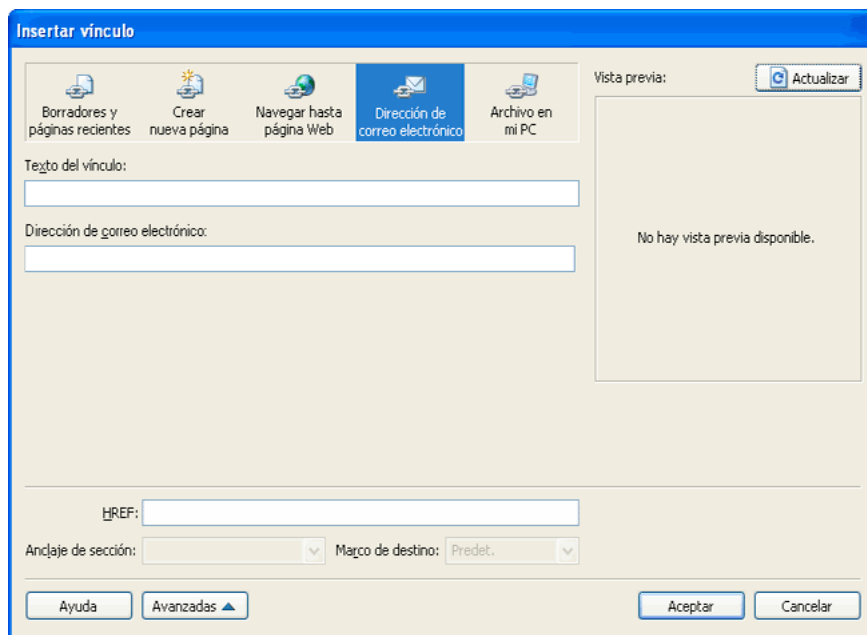 Insertar vínculo
Borradores y
páginas recientes
Crear
nueva página
Navegar hasta
página Web
Dirección de
correo electrónico
Archivo en
mi PC
Vista previa:
Actualizar
Texto del vínculo:
Dirección de correo electrónico:
No hay vista previa disponible.
HREF:
Anclaje de sección:
Marco de destino:
Predet.
Ayuda
Avanzadas
Aceptar
Cancelar